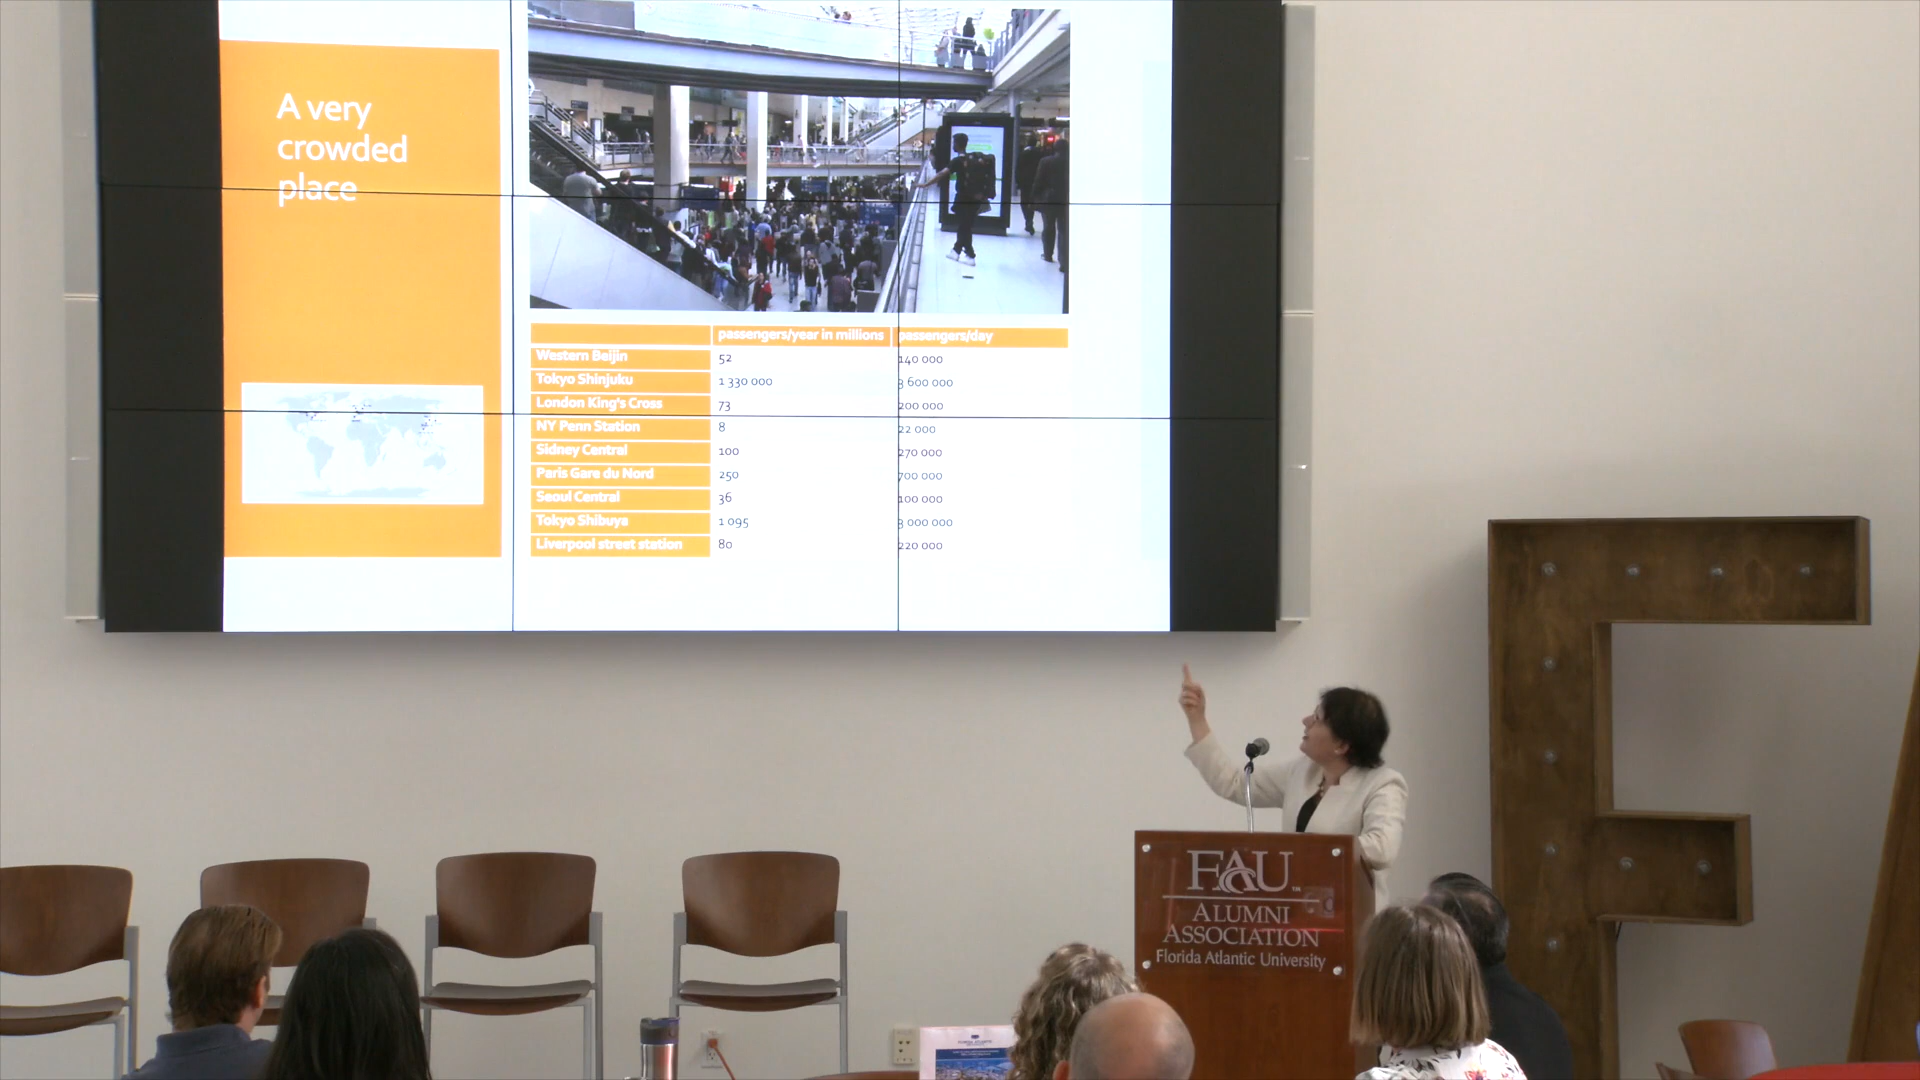 A very
crowded
place
passengers/year in millions passengers/day
Western Beijin 52 140 000
Tokyo Shinjuku 1 330 000 3 600 000
London King's Cross 73 200 000
NY Penn Station 8 22 000
Sidney Central 100 270 000
Paris Gare du Nord 250 700 000
Seoul Central 36 100 000
Tokyo Shibuya 1 095 3 000 000
Liverpool street station 80 220 000
FAU
ALUMNI
ASSOCIATION
Florida Atlantic University